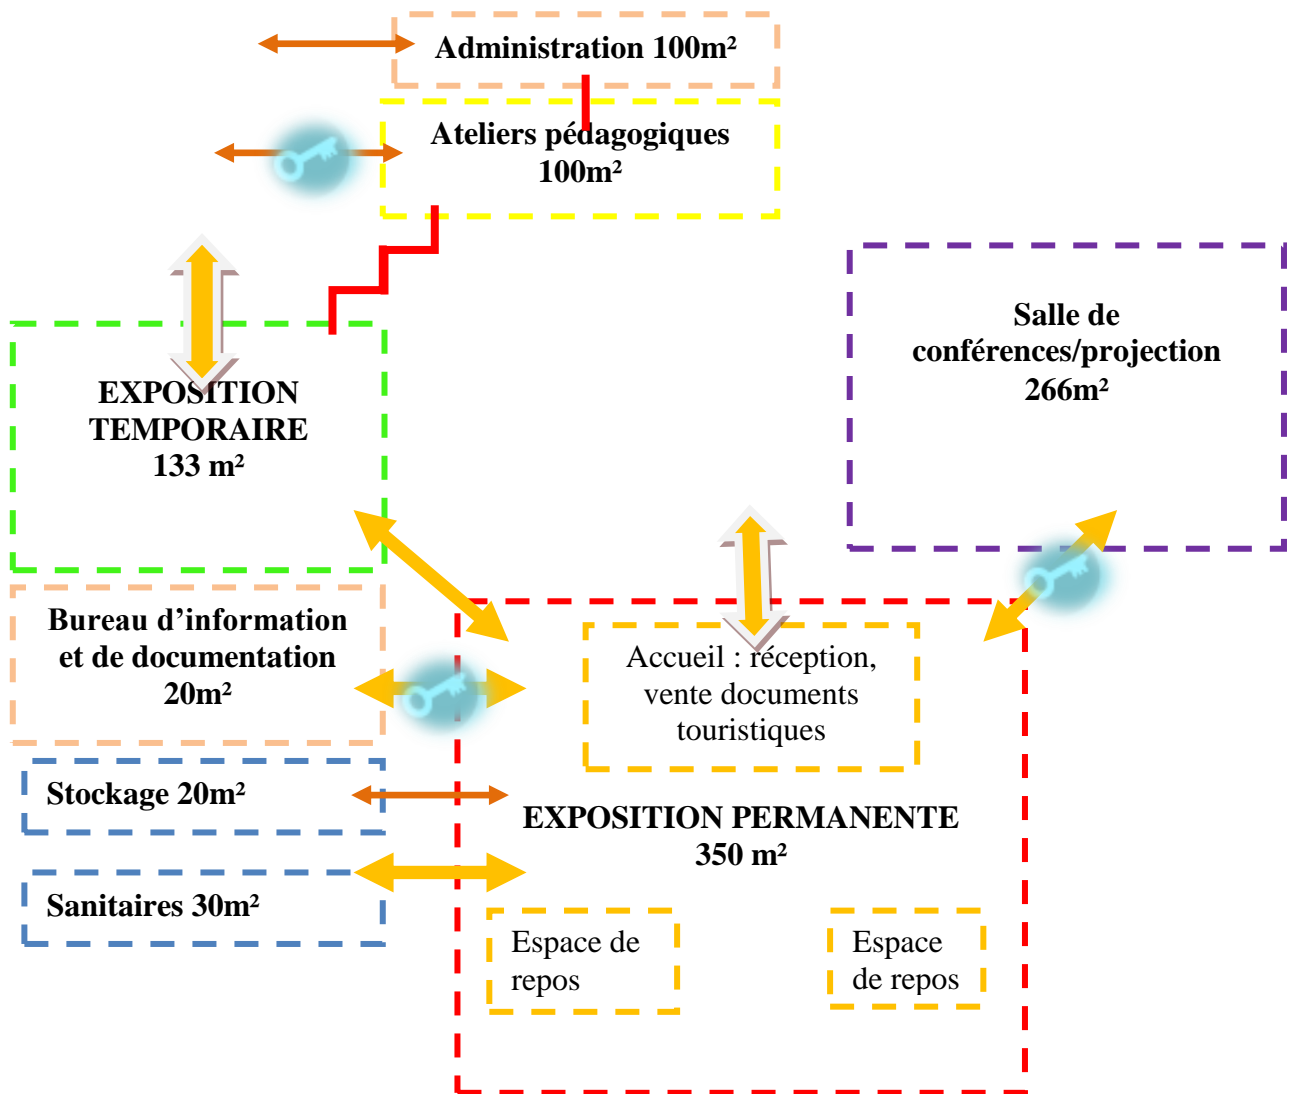 Administration 100m²
Ateliers pédagogiques
100m²
Salle de
conférences/projection
266m²
EXPOSITION
TEMPORAIRE
133 m²
Bureau d’information
et de documentation
20m²
Accueil : réception,
vente documents
touristiques
Stockage 20m²
EXPOSITION PERMANENTE
350 m²
Sanitaires 30m²
Espace de
repos
Espace
de repos